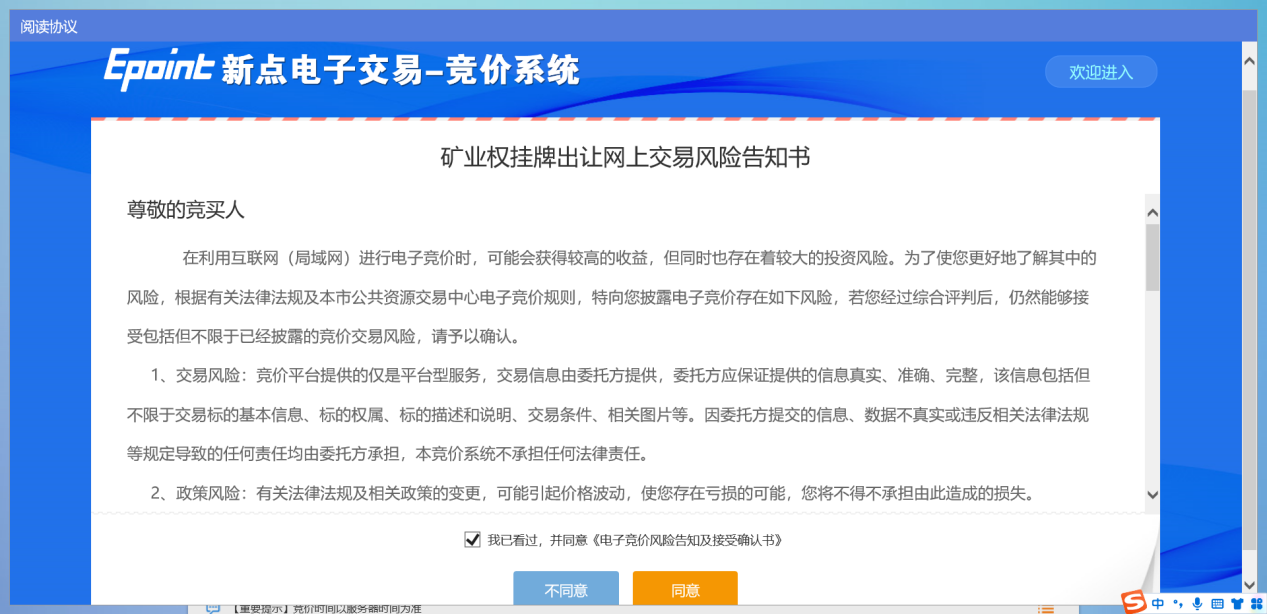 阅读协议
Epoint 新点电子交易-竞价系统
欢迎进入
矿业权挂牌出让网上交易风险告知书
尊敬的竞买人
在利用互联网（局域网）进行电子竞价时，可能会获得较高的收益，但同时也存在着较大的投资风险。为了使您更好地了解其中的
风险，根据有关法律法规及本市公共资源交易中心电子竞价规则，特向您披露电子竞价存在如下风险，若您经过综合评判后，仍然能够接
受包括但不限于已经披露的竞价交易风险，请予以确认。
1、交易风险：竞价平台提供的仅是平台型服务，交易信息由委托方提供，委托方应保证提供的信息真实、准确、完整，该信息包括但
不限于交易标的基本信息、标的权属、标的描述和说明、交易条件、相关图片等。因委托方提交的信息、数据不真实或违反相关法律法规
等规定导致的任何责任均由委托方承担，本竞价系统不承担任何法律责任。
2、政策风险：有关法律法规及相关政策的变更，可能引起价格波动，使您存在亏损的可能，您将不得不承担由此造成的损失。
我已看过，并同意《电子竞价风险告知及接受确认书》
不同意
同意
【重要提示】竞价时间以服务器时间为准
S 中